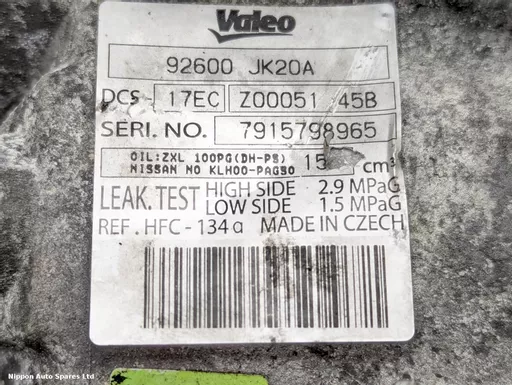 Valeo
92600 JK20A
DCS - 17EC Z00051 45B
SERI. NO. 7915798965
OIL:ZXL 100PG(DH-PS) 15 cm³
NISSAN NO KLH00-PAGS0
LEAK. TEST HIGH SIDE 2.9 MPaG
LOW SIDE 1.5 MPaG
REF. HFC - 134a MADE IN CZECH
Nippon Auto Spares Ltd